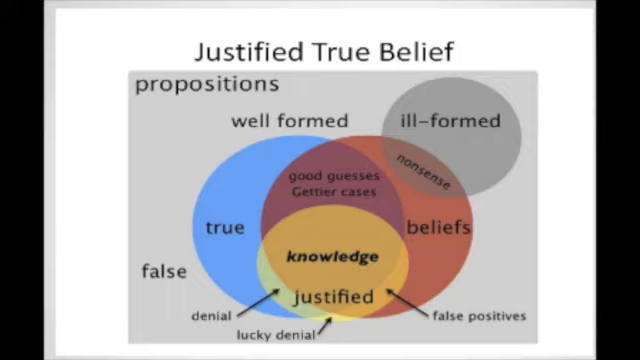 Justified True Belief
propositions
well formed
ill-formed
nonsense
good guesses
Gettier cases
true
beliefs
knowledge
false
justified
denial
false positives
lucky denial